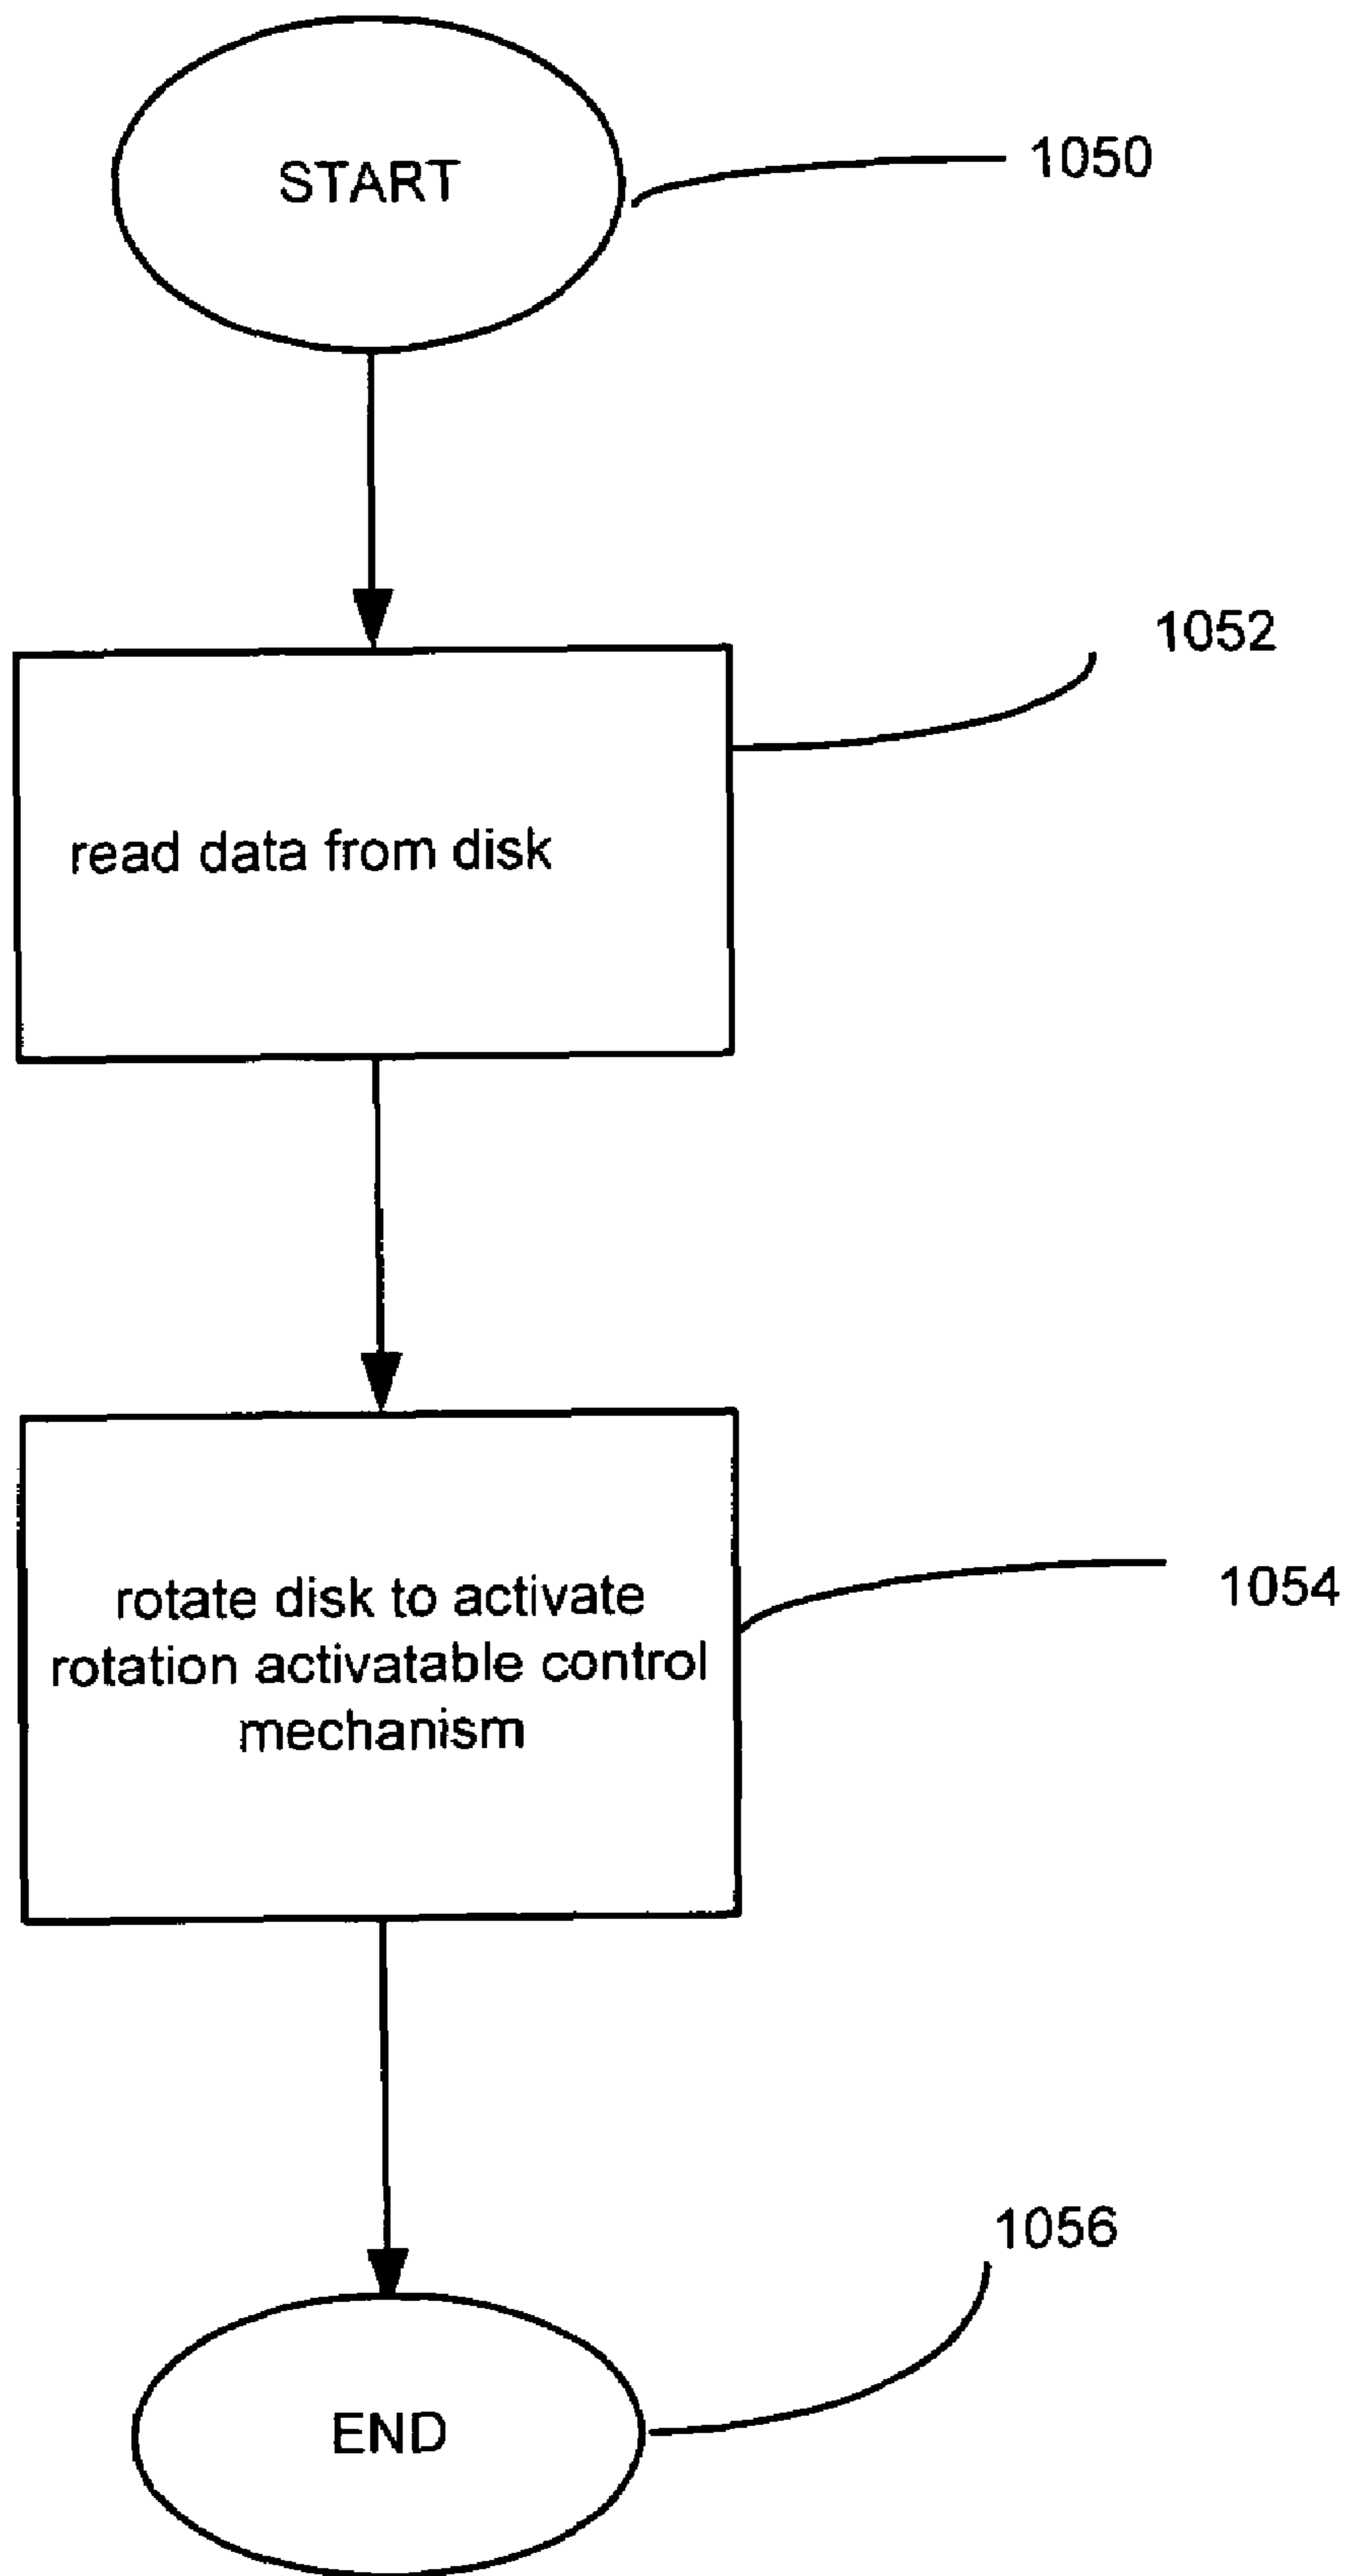 START
1050
1052
read data from disk
rotate disk to activate
rotation activatable control
mechanism
1054
1056
END